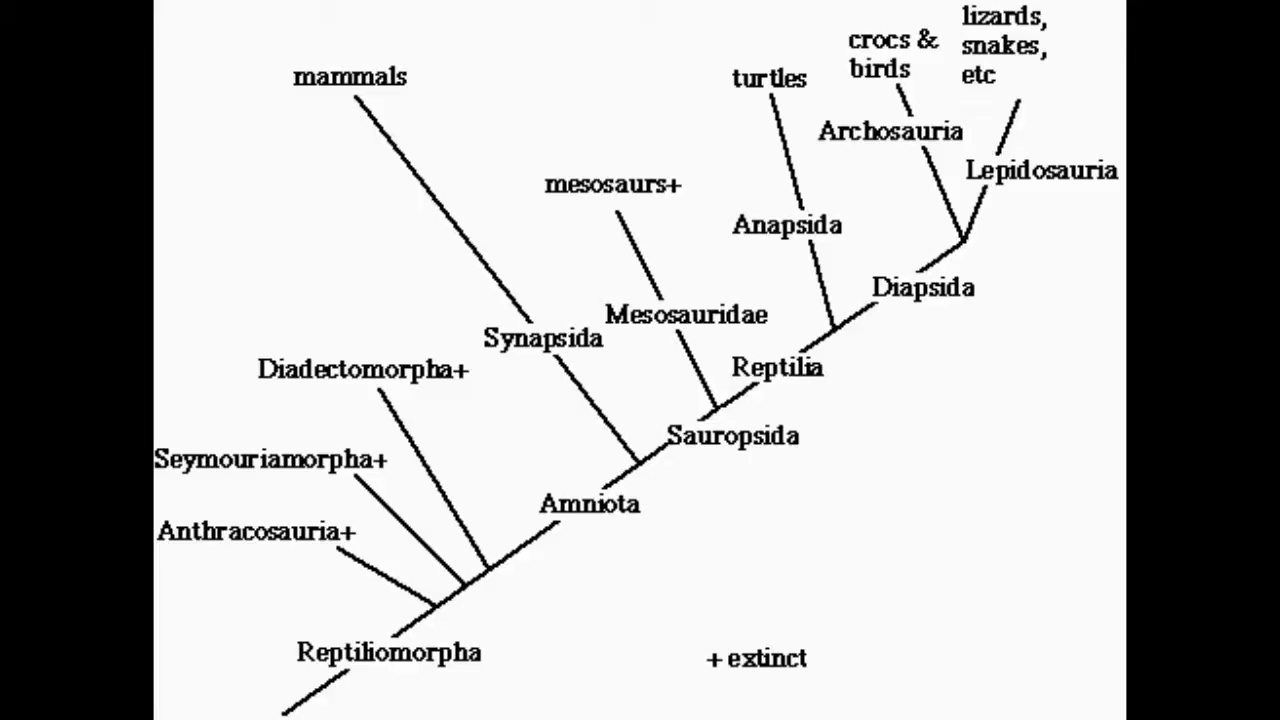 lizards,
snakes,
etc
crocs &
birds
mammals
turtles
Archosauria
Lepidosauria
mesosaurs+
Anapsida
Diapsida
Mesosauridae
Synapsida
Reptilia
Diadectomorpha+
Sauropsida
Seymouriamorpha+
Amniota
Anthracosauria+
Reptiliomorpha
+ extinct